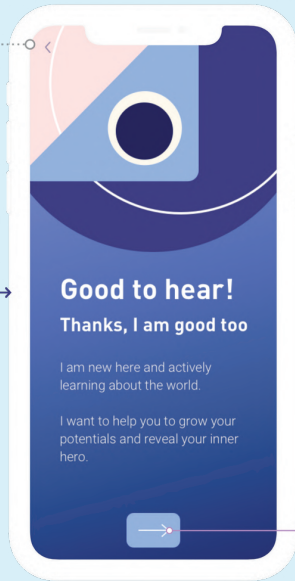 Good to hear!
Thanks, I am good too
I am new here and actively
learning about the world.
I want to help you to grow your
potentials and reveal your inner
hero.